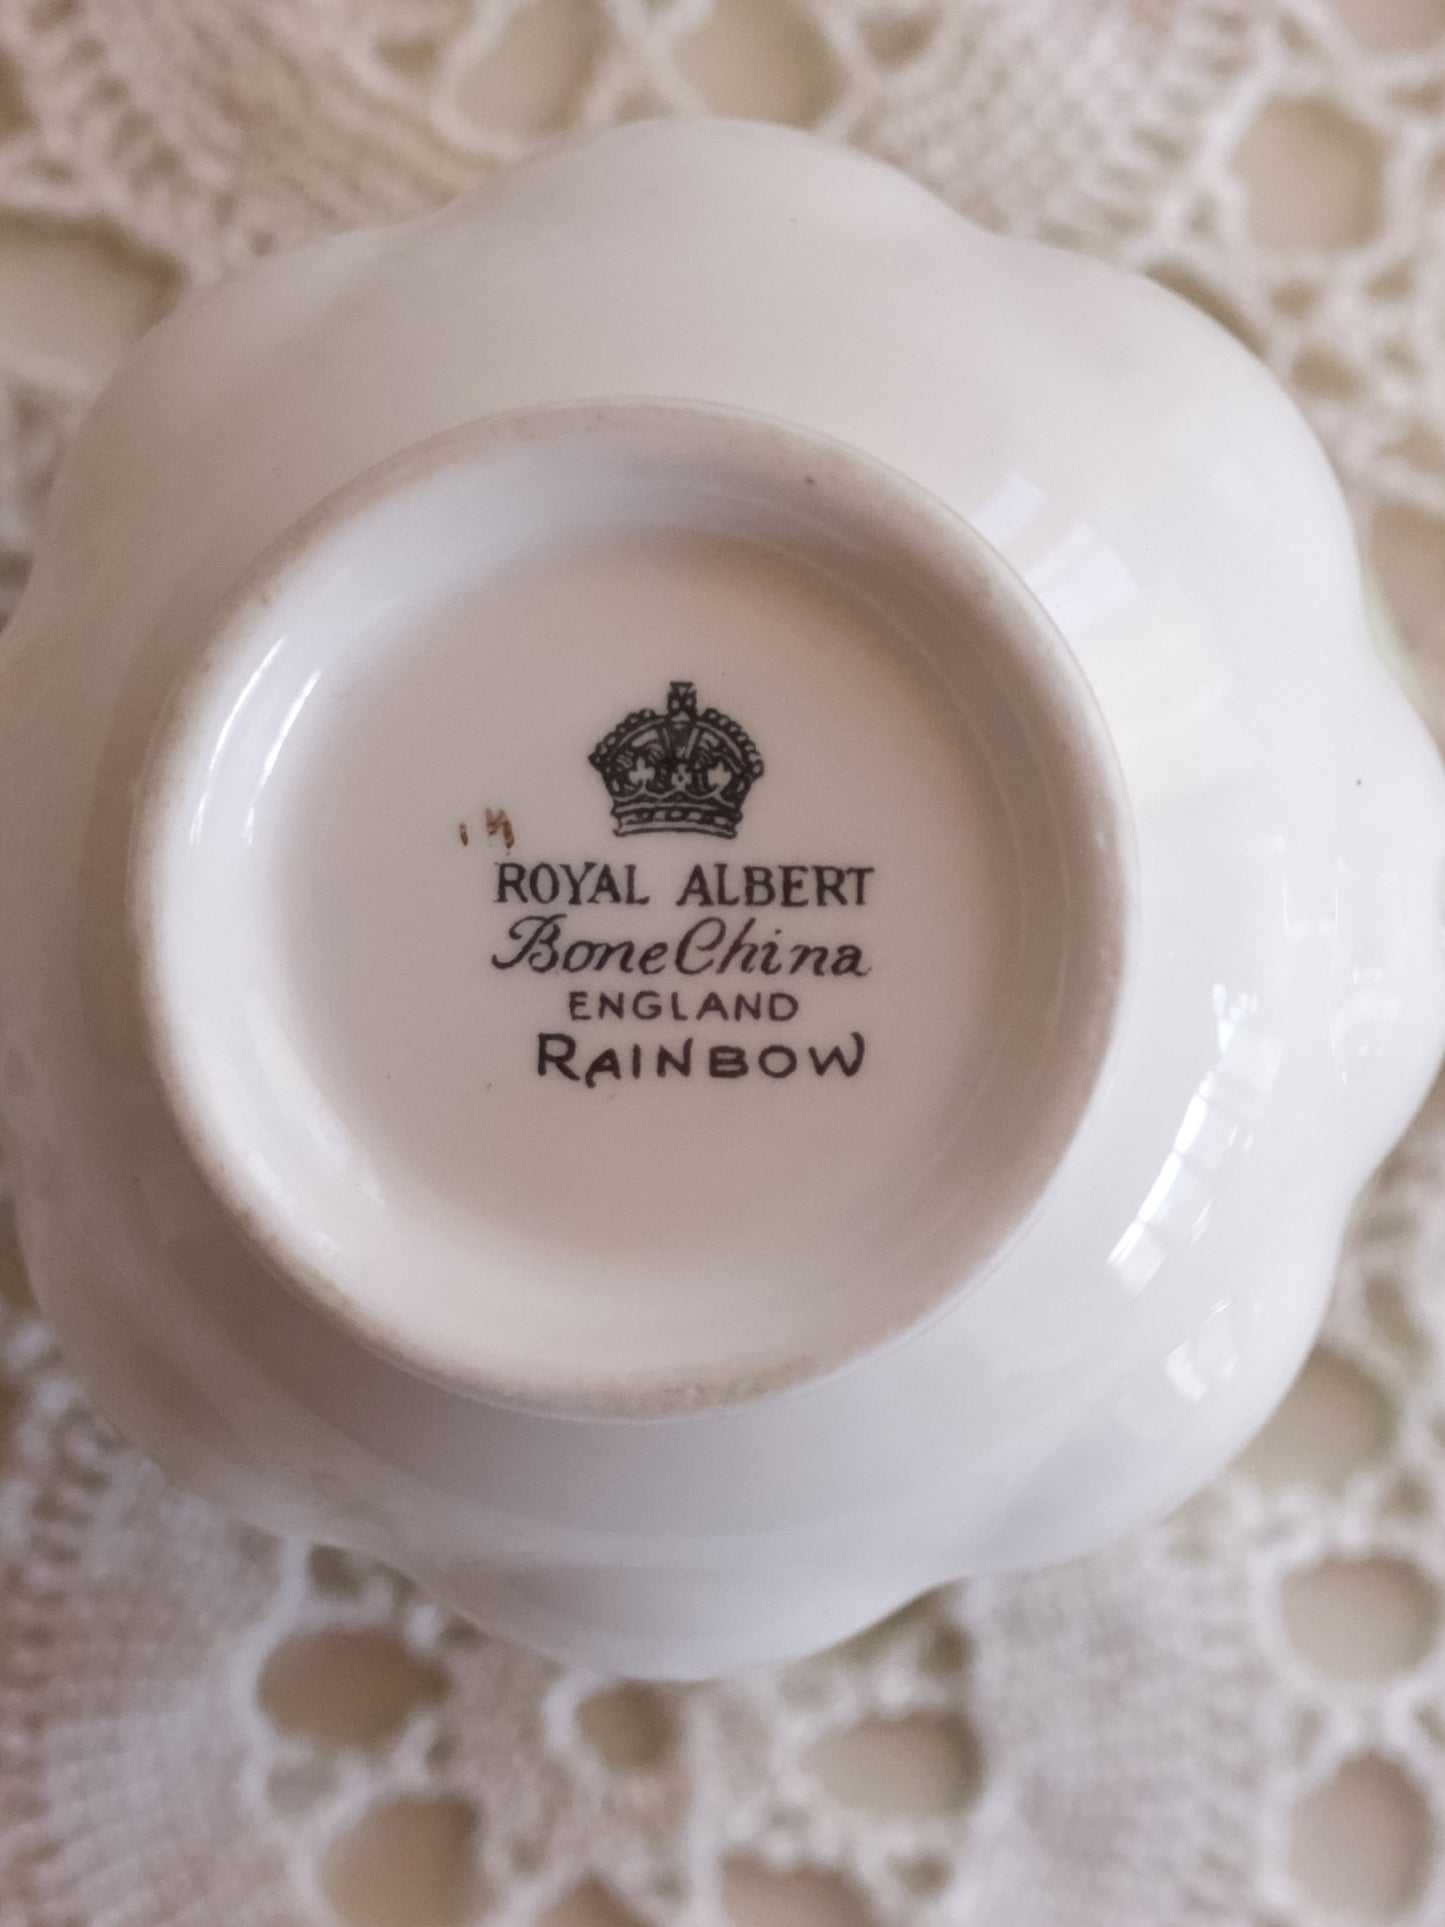 ROYAL ALBERT
Bone China
ENGLAND
RAINBOW